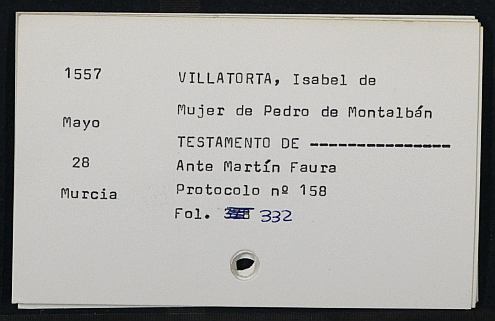 1557
VILLATORTA, Isabel de
Mujer de Pedro de Montalbán
Mayo
TESTAMENTO DE ----------------
28
Ante Martín Faura
Murcia
Protocolo nº 158
Fol. 332